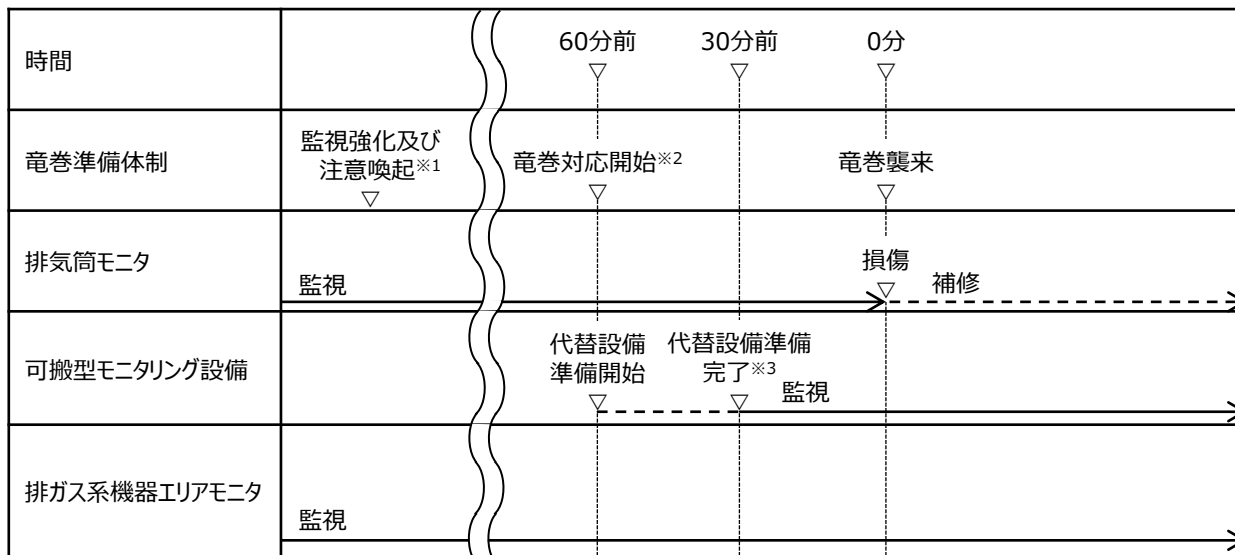 時間
60分前
30分前
0分
竜巻準備体制
監視強化及び
注意喚起※1
竜巻対応開始※2
竜巻襲来
排気筒モニタ
監視
損傷
補修
可搬型モニタリング設備
代替設備
準備開始
代替設備準備
完了※3
監視
排ガス系機器エリアモニタ
監視